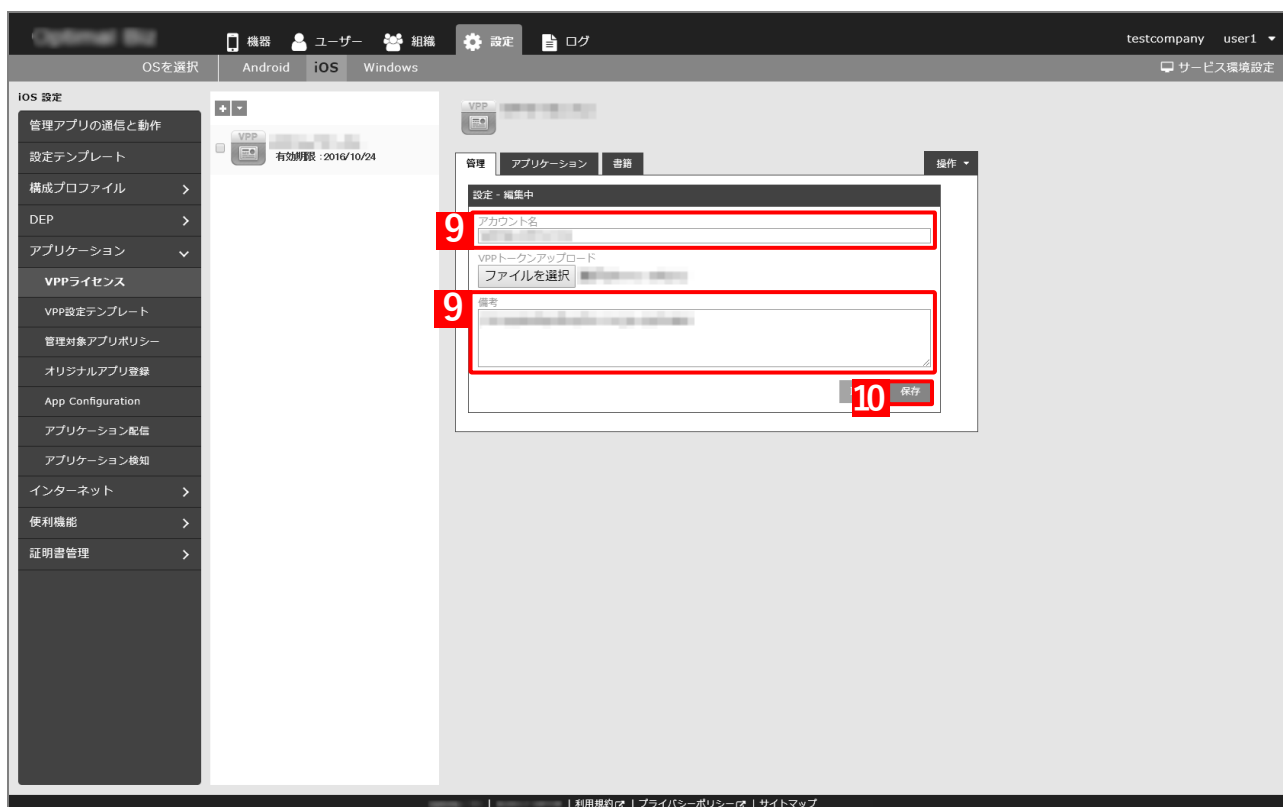 機器 ユーザー 組織 設定 ログ testcompany user1
OSを選択 Android iOS Windows サービス環境設定
iOS 設定
管理アプリの通信と動作
設定テンプレート
構成プロファイル
DEP
アプリケーション
VPPライセンス
VPP設定テンプレート
管理対象アプリポリシー
オリジナルアプリ登録
App Configuration
アプリケーション配信
アプリケーション検知
インターネット
便利機能
証明書管理
VPP
有効期限 : 2016/10/24
VPP
管理 アプリケーション 書籍 操作
設定 - 編集中
9
アカウント名
VPPトークンアップロード
ファイルを選択
9
備考
10 保存
| | 利用規約 | プライバシーポリシー | サイトマップ